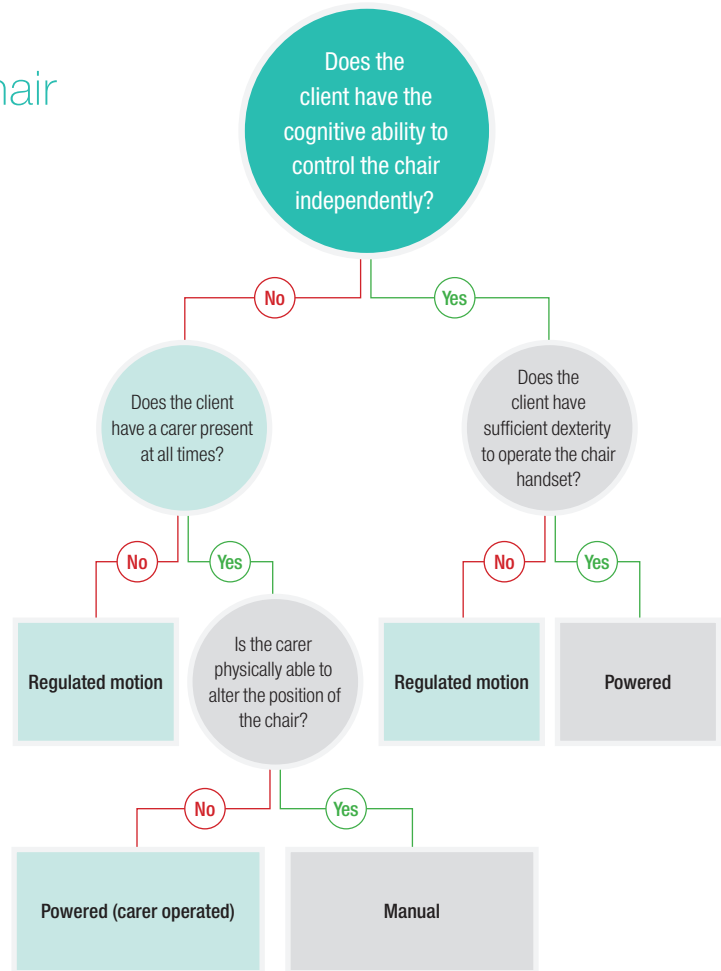 hair
Does the
client have the
cognitive ability to
control the chair
independently?
No
Yes
Does the client
have a carer present
at all times?
Does the
client have
sufficient dexterity
to operate the chair
handset?
No
Yes
No
Yes
Regulated motion
Is the carer
physically able to
alter the position of
the chair?
Regulated motion
Powered
No
Yes
Powered (carer operated)
Manual